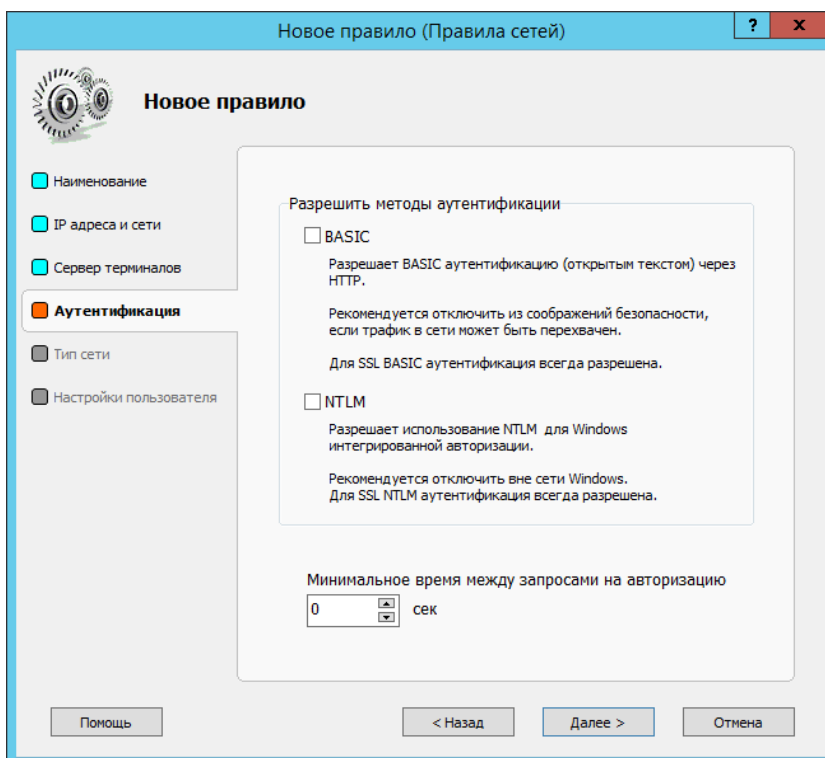 Новое правило (Правила сетей)
? x
Новое правило
Наименование
IP адреса и сети
Сервер терминалов
Аутентификация
Тип сети
Настройки пользователя
Разрешить методы аутентификации
BASIC
Разрешает BASIC аутентификацию (открытым текстом) через
HTTP.
Рекомендуется отключить из соображений безопасности,
если трафик в сети может быть перехвачен.
Для SSL BASIC аутентификация всегда разрешена.
NTLM
Разрешает использование NTLM для Windows
интегрированной авторизации.
Рекомендуется отключить вне сети Windows.
Для SSL NTLM аутентификация всегда разрешена.
Минимальное время между запросами на авторизацию
0 сек
Помощь
< Назад
Далее >
Отмена